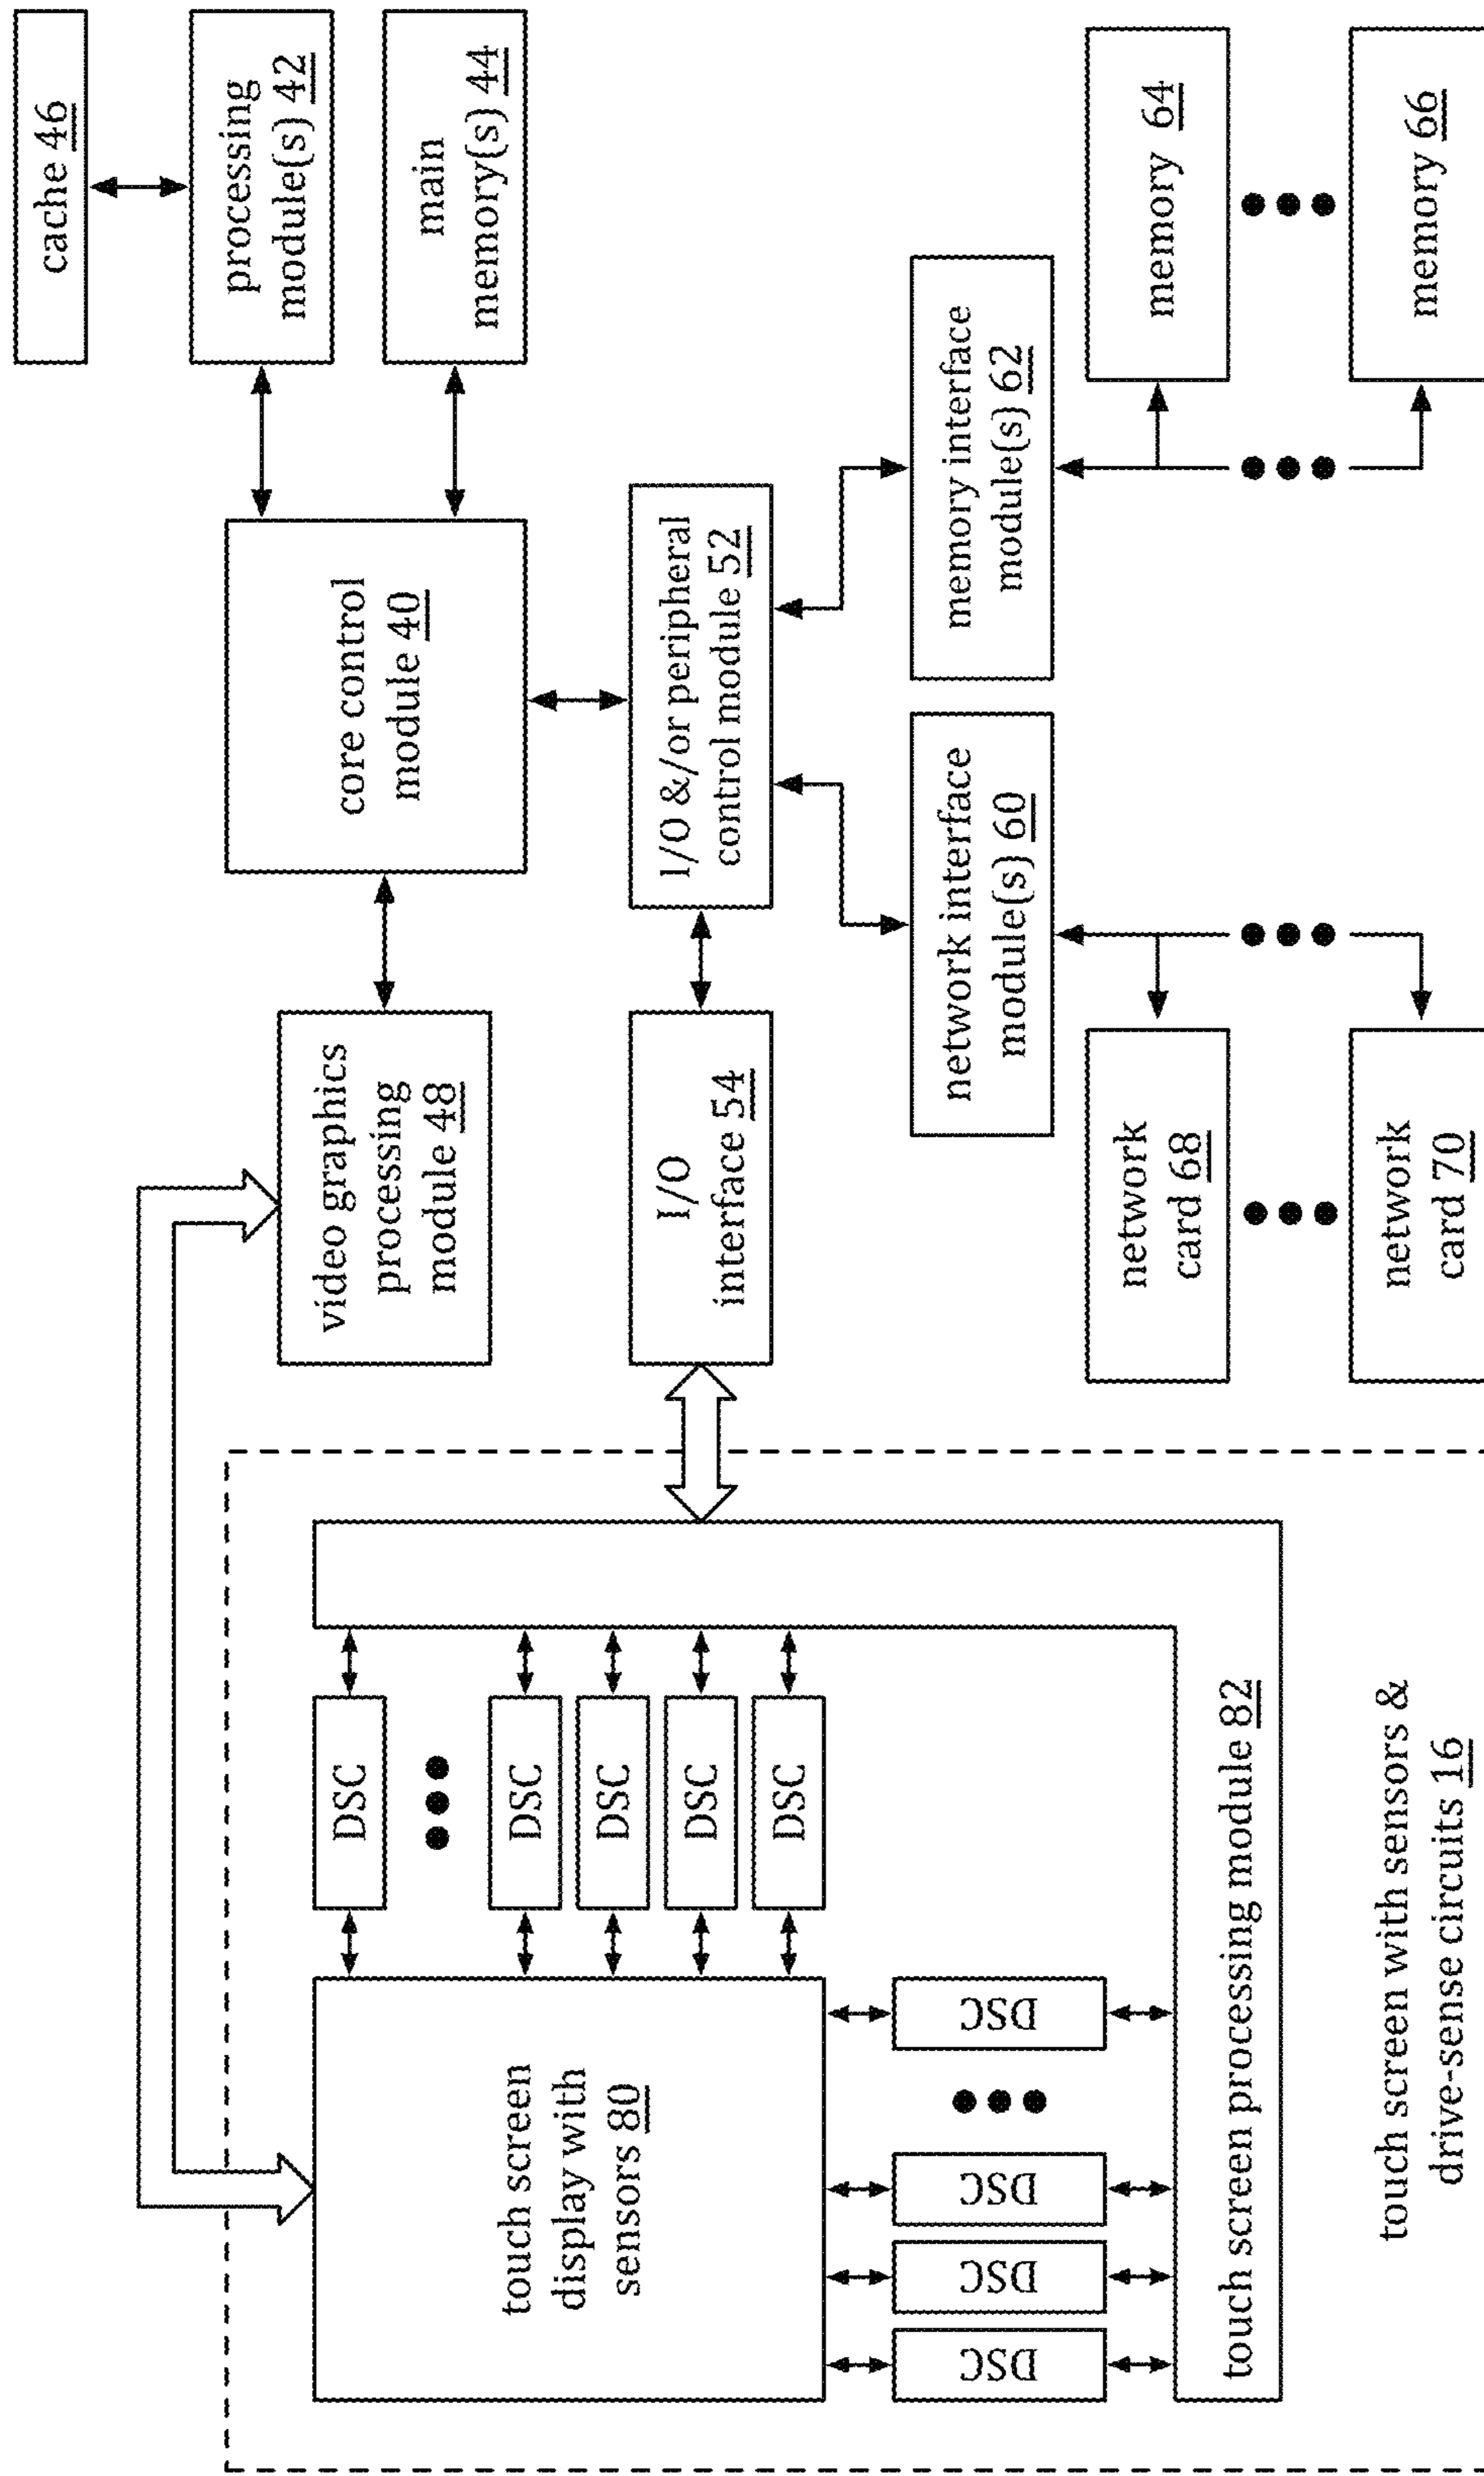 cache 46
processing
module(s) 42
main
memory(s) 44
core control
module 40
video graphics
processing
module 48
I/O &/or peripheral
control module 52
I/O
interface 54
memory interface
module(s) 62
network interface
module(s) 60
memory 64
memory 66
network
card 68
network
card 70
DSC
DSC
DSC
DSC
DSC
touch screen
display with
sensors 80
DSC
DSC
DSC
DSC
touch screen processing module 82
touch screen with sensors &
drive-sense circuits 16